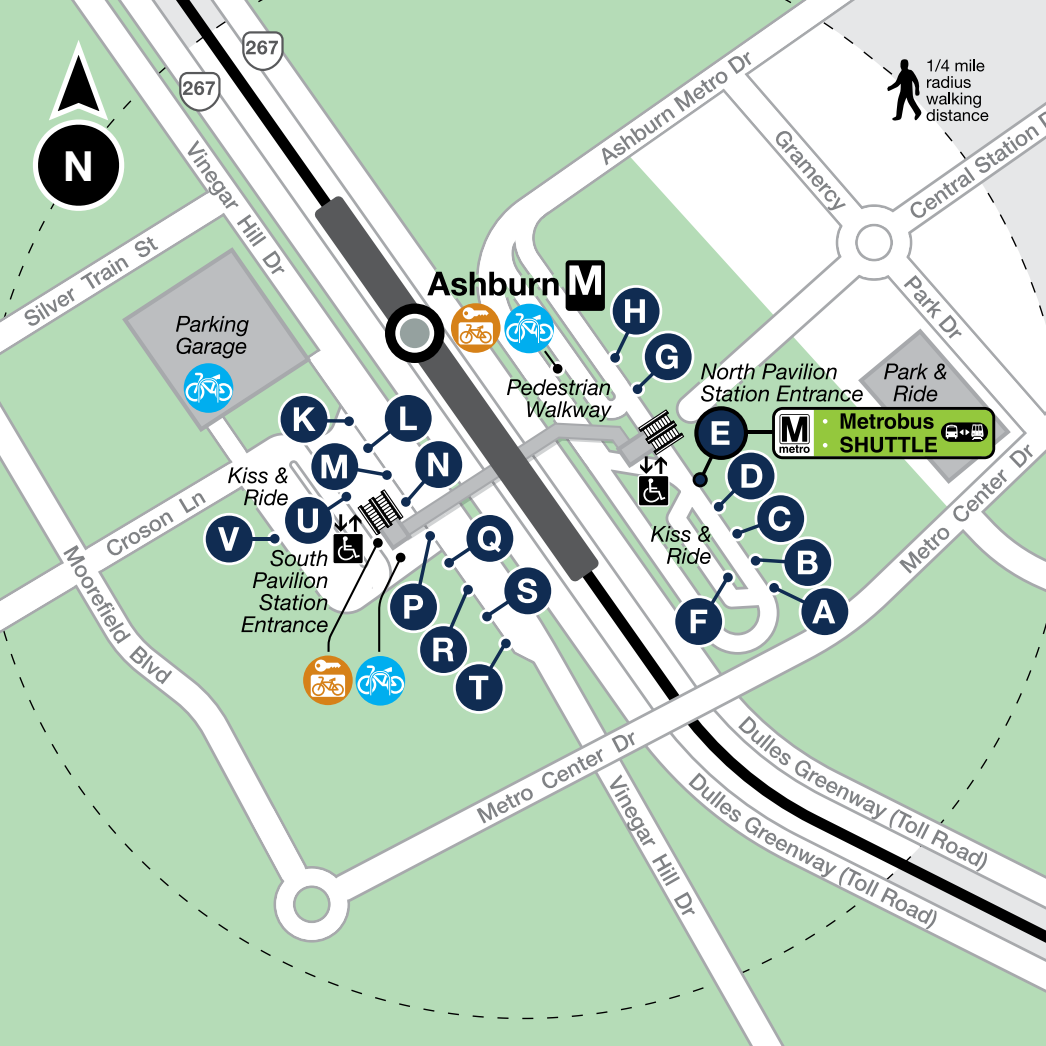 267
267
N
1/4 mile
radius
walking
distance
Ashburn Metro Dr
Gramercy
Central Station D
Vinegar Hill Dr
Silver Train St
Park Dr
Ashburn M
Parking
Garage
H
G
Pedestrian
Walkway
North Pavilion
Station Entrance
Park &
Ride
E
M
metro
Metrobus
SHUTTLE
K
L
M
N
Kiss &
Ride
U
V
Croson Ln
D
C
B
A
F
Kiss &
Ride
Metro Center Dr
South
Pavilion
Station
Entrance
Q
S
P
R
T
Moorefield Blvd
Metro Center Dr
Vinegar Hill Dr
Dulles Greenway (Toll Road)
Dulles Greenway (Toll Road)